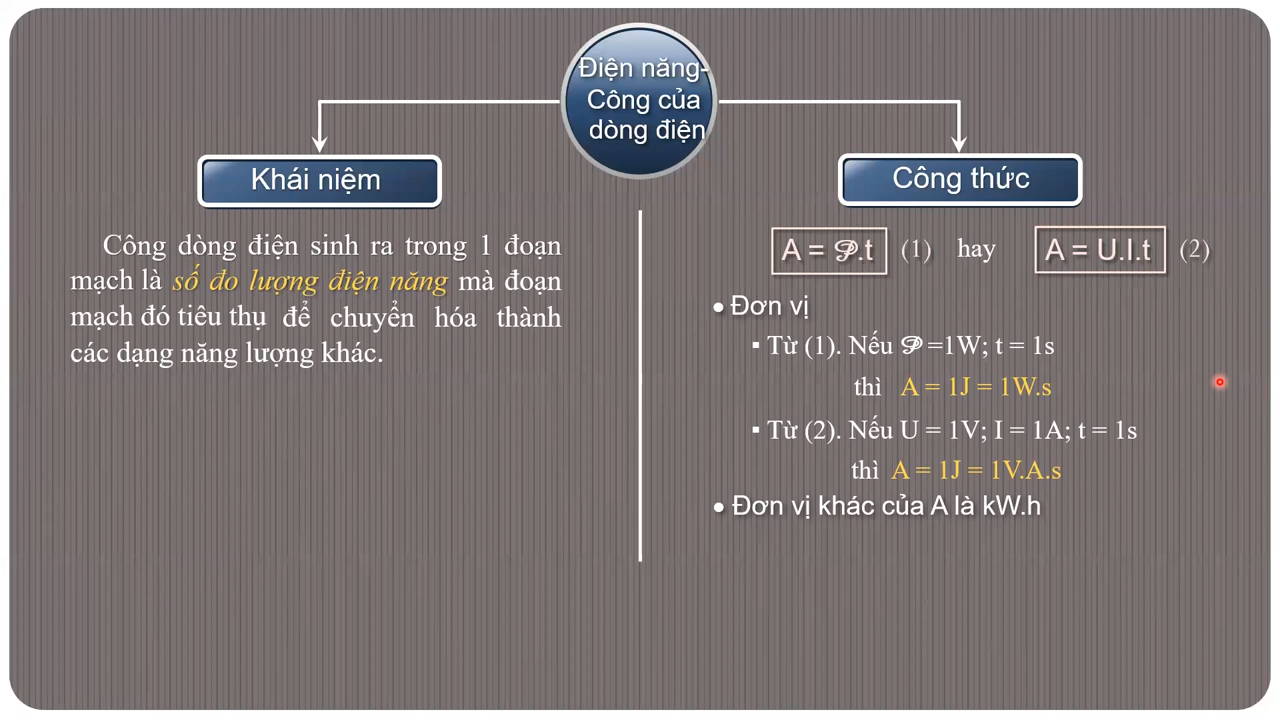 Điện năng-
Công của
dòng điện
Khái niệm
Công dòng điện sinh ra trong 1 đoạn
mạch là số đo lượng điện năng mà đoạn
mạch đó tiêu thụ để chuyển hóa thành
các dạng năng lượng khác.
Công thức
A = 𝒫.t (1) hay A = U.I.t (2)
• Đơn vị
▪ Từ (1). Nếu 𝒫 =1W; t = 1s
thì A = 1J = 1W.s
▪ Từ (2). Nếu U = 1V; I = 1A; t = 1s
thì A = 1J = 1V.A.s
• Đơn vị khác của A là kW.h